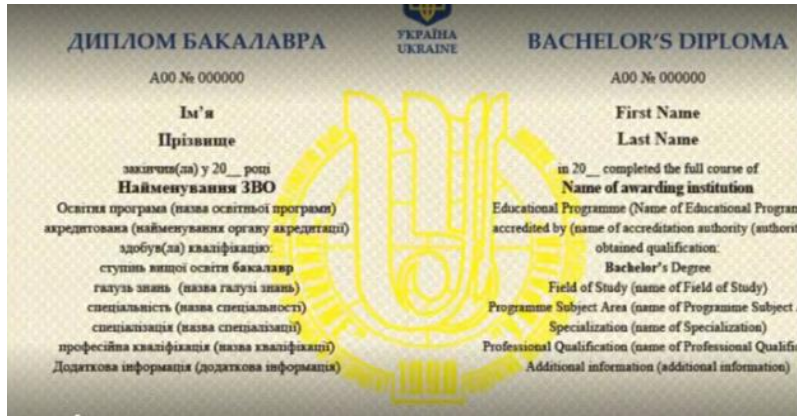 УКРАЇНА
UKRAINE
ДИПЛОМ БАКАЛАВРА
А00 № 000000
Ім’я
Прізвище
закінчив(ла) у 20__ році
Найменування ЗВО
Освітня програма (назва освітньої програми)
акредитована (найменування органу акредитації)
здобув(ла) кваліфікацію:
ступінь вищої освіти бакалавр
галузь знань (назва галузі знань)
спеціальність (назва спеціальності)
спеціалізація (назва спеціалізації)
професійна кваліфікація (назва кваліфікації)
Додаткова інформація (додаткова інформація)
BACHELOR'S DIPLOMA
A00 № 000000
First Name
Last Name
in 20__ completed the full course of
Name of awarding institution
Educational Programme (Name of Educational Program
accredited by (name of accreditation authority (authorit
obtained qualification:
Bachelor's Degree
Field of Study (name of Field of Study)
Programme Subject Area (name of Programme Subject
Specialization (name of Specialization)
Professional Qualification (name of Professional Qualific
Additional information (additional information)